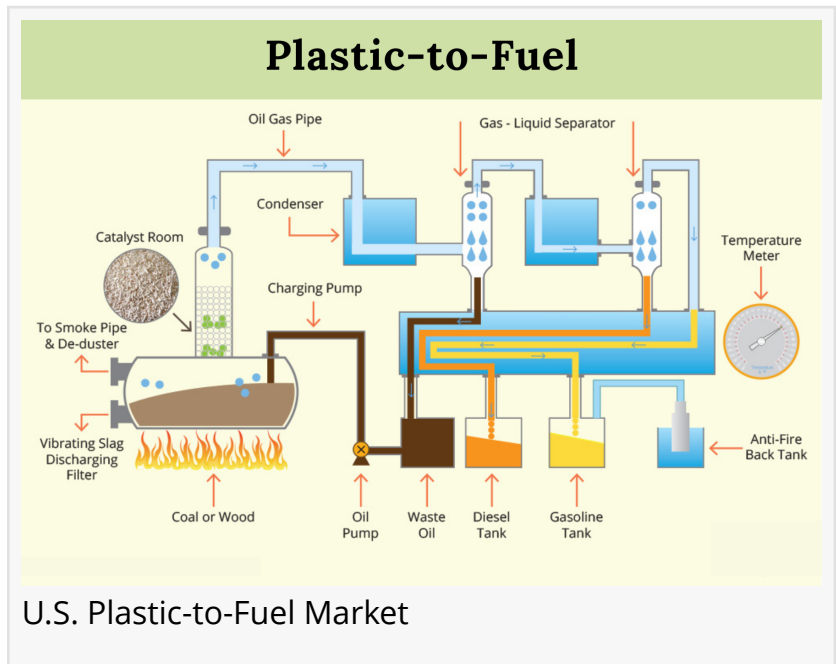 Plastic-to-Fuel
Oil Gas Pipe
Gas - Liquid Separator
Condenser
Catalyst Room
Temperature
Meter
Charging Pump
To Smoke Pipe
& De-duster
Vibrating Slag
Discharging
Filter
Anti-Fire
Back Tank
Coal or Wood
Oil
Pump
Waste
Oil
Diesel
Tank
Gasoline
Tank
U.S. Plastic-to-Fuel Market